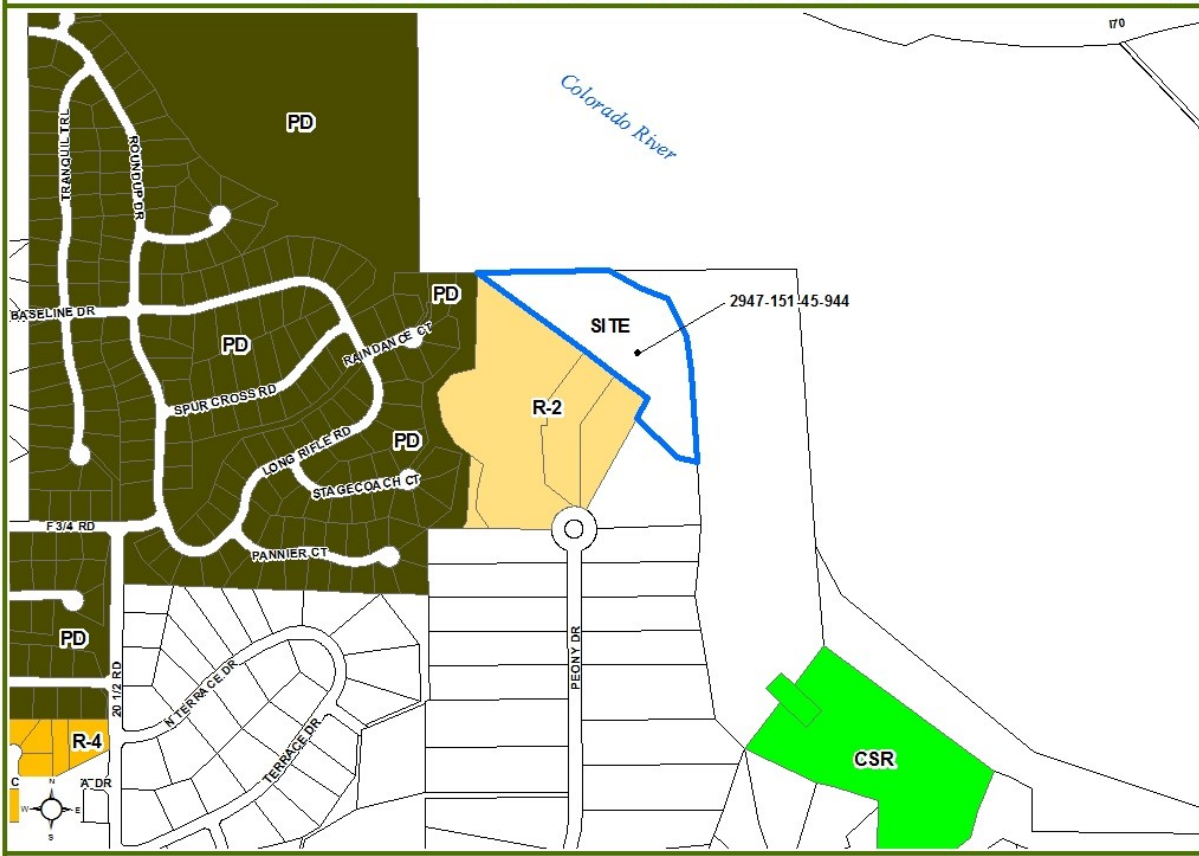 I70
Colorado River
PD
TRANQUIL TRL
ROUNDUP DR
PD
2947-151-45-944
BASELINE DR
SITE
PD
RAINDANCE CT
SPUR CROSS RD
R-2
PD
LONG RIFLE RD
STAGECOACH CT
F 3/4 RD
PANNIER CT
PD
PEONY DR
20 1/2 RD
N TERRACE DR
TERRACE DR
R-4
CSR
C
A DR
N
W
E
S